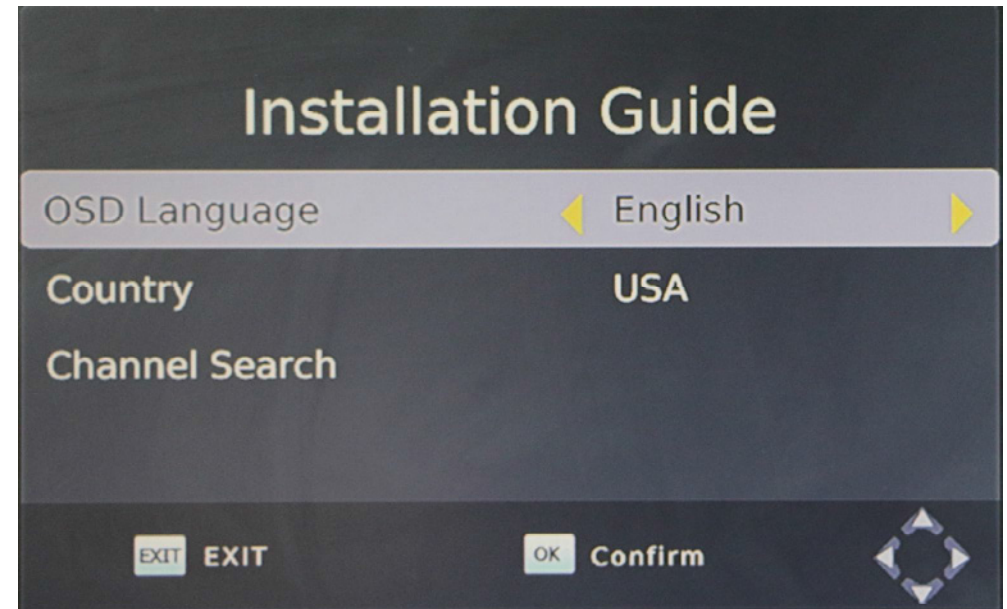 Installation Guide
OSD Language English
Country USA
Channel Search
EXIT EXIT OK Confirm